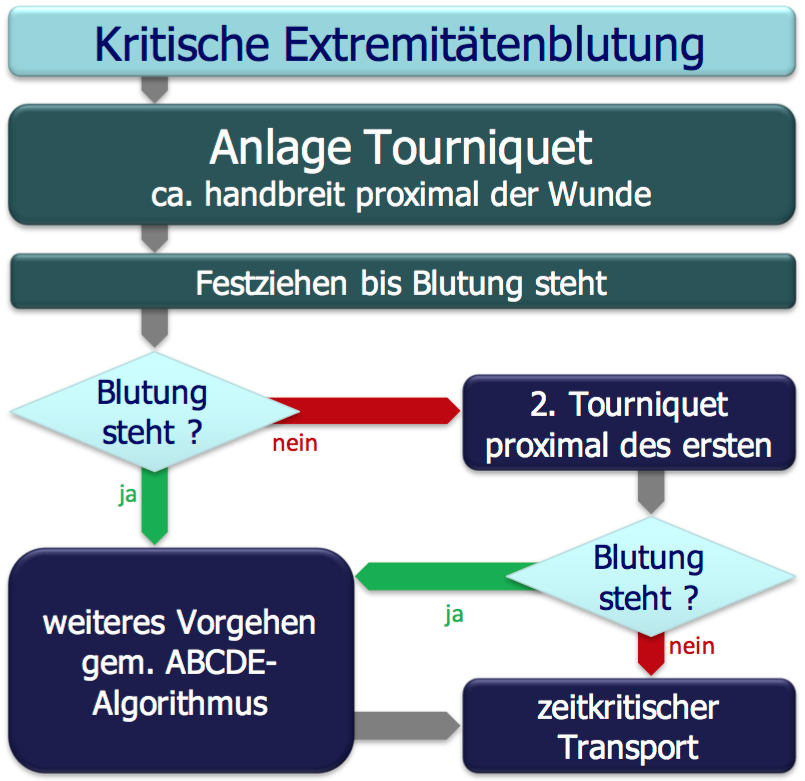 Kritische Extremitätenblutung
Anlage Tourniquet
ca. handbreit proximal der Wunde
Festziehen bis Blutung steht
Blutung
steht ?
nein
2. Tourniquet
proximal des ersten
ja
Blutung
steht ?
ja
nein
weiteres Vorgehen
gem. ABCDE-
Algorithmus
zeitkritischer
Transport